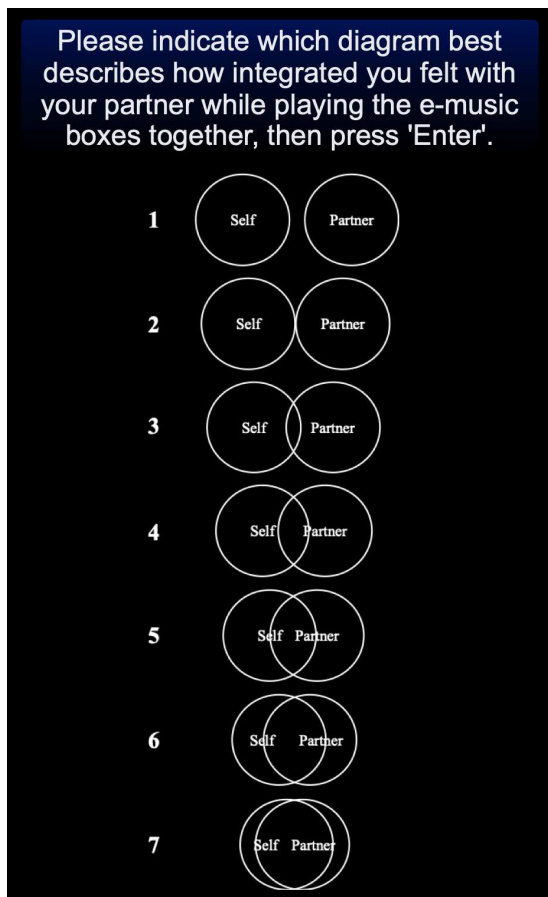 Please indicate which diagram best
describes how integrated you felt with
your partner while playing the e-music
boxes together, then press 'Enter'.
1 Self Partner
2 Self Partner
3 Self Partner
4 Self Partner
5 Self Partner
6 Self Partner
7 Self Partner